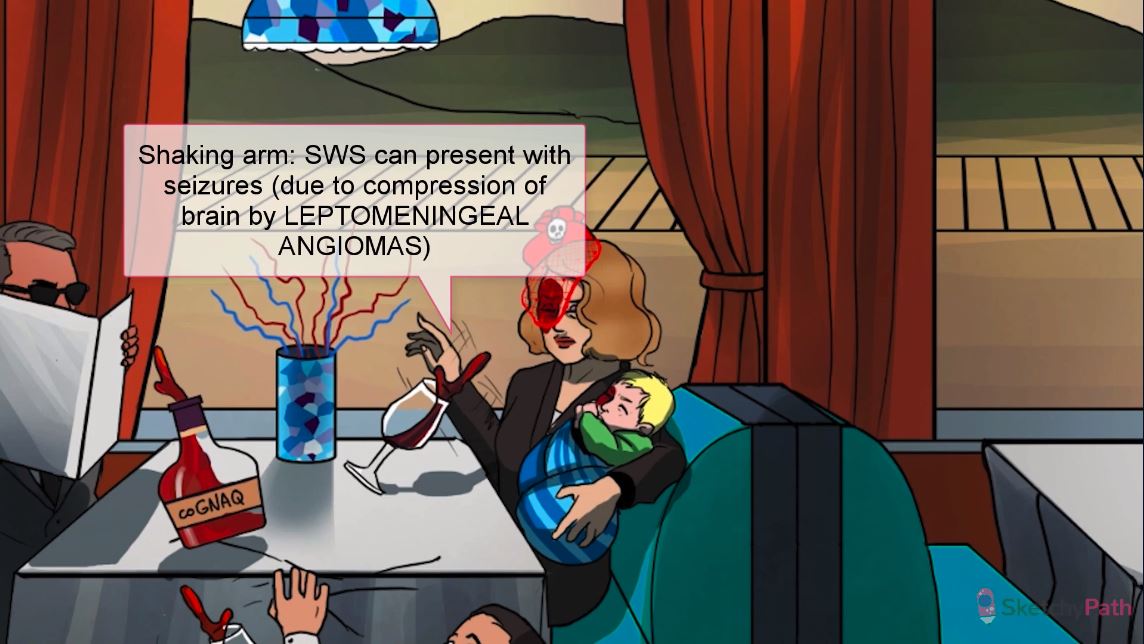 Shaking arm: SWS can present with
seizures (due to compression of
brain by LEPTOMENINGEAL
ANGIOMAS)
coGNAQ
SketchyPath